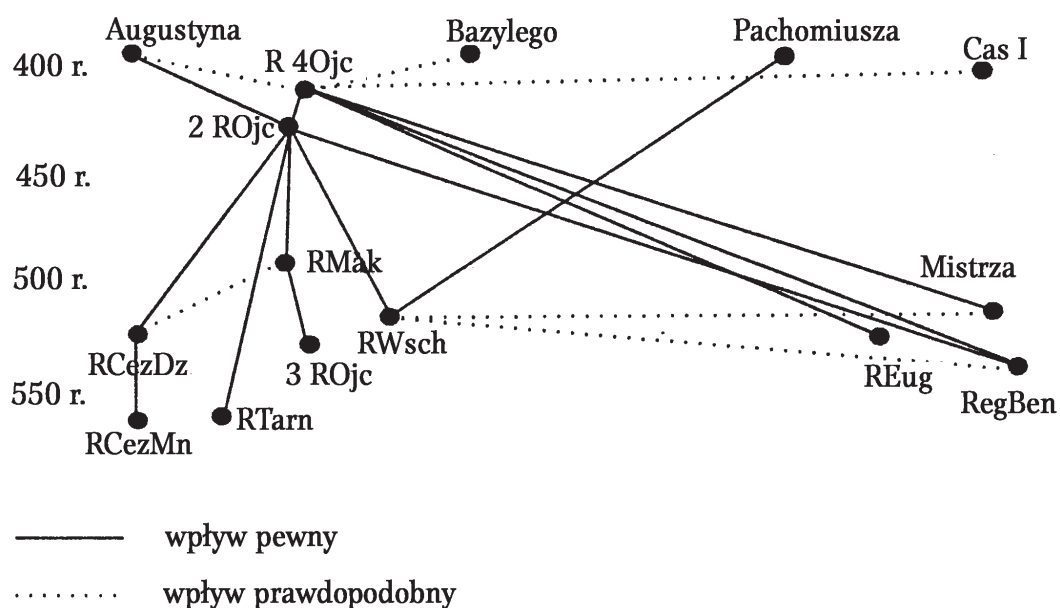 Augustyna
Bazylego
Pachomiusza
Cas I
400 r.
R 4Ojc
2 ROjc
450 r.
RMak
Mistrza
500 r.
RWsch
RCezDz
3 ROjc
REug
550 r.
RTarn
RegBen
RCezMn
wpływ pewny
wpływ prawdopodobny